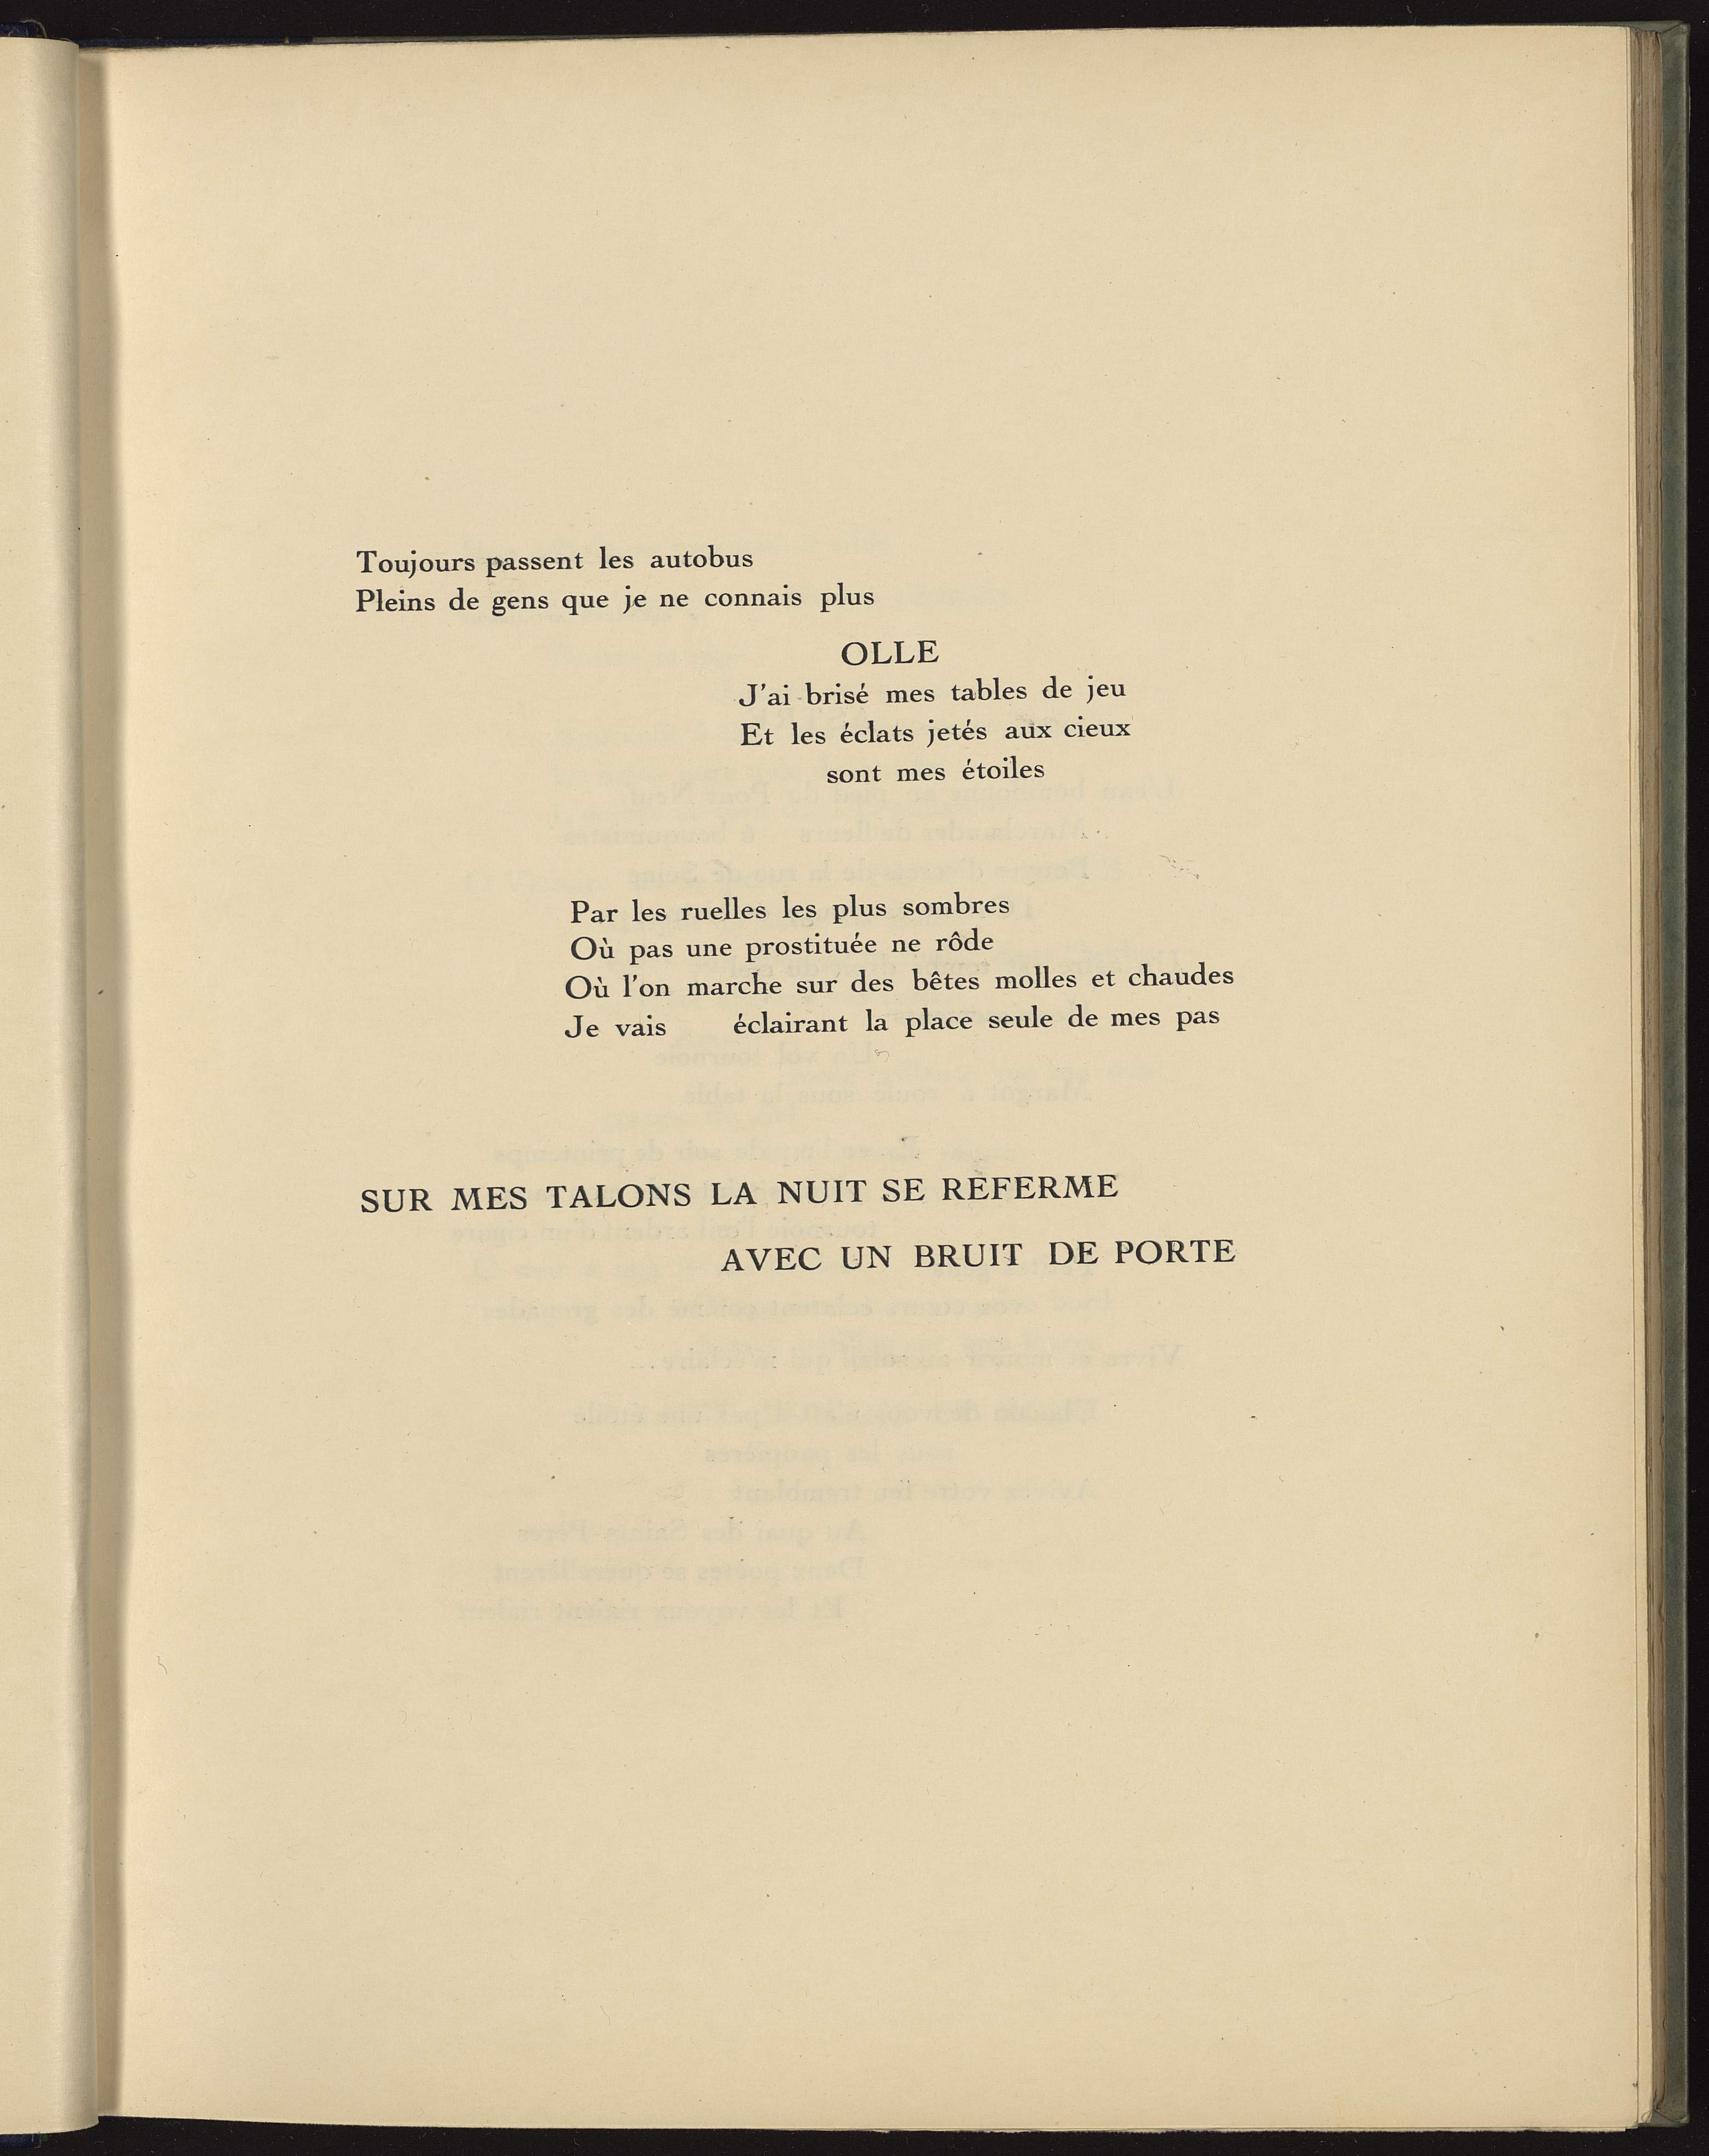 Toujours passent les autobus
Pleins de gens que je ne connais plus
OLLE
J'ai brisé mes tables de jeu
Et les éclats jetés aux cieux
sont mes étoiles
Par les ruelles les plus sombres
Où pas une prostituée ne rôde
Où l'on marche sur des bêtes molles et chaudes
Je vais éclairant la place seule de mes pas
SUR MES TALONS LA NUIT SE REFERME
AVEC UN BRUIT DE PORTE